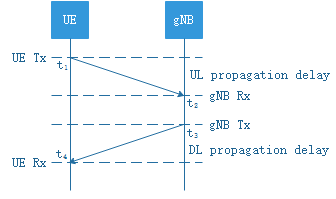 UE gNB
UE Tx t₁
UL propagation delay
t₂ gNB Rx
t₃ gNB Tx
t₄ DL propagation delay
UE Rx